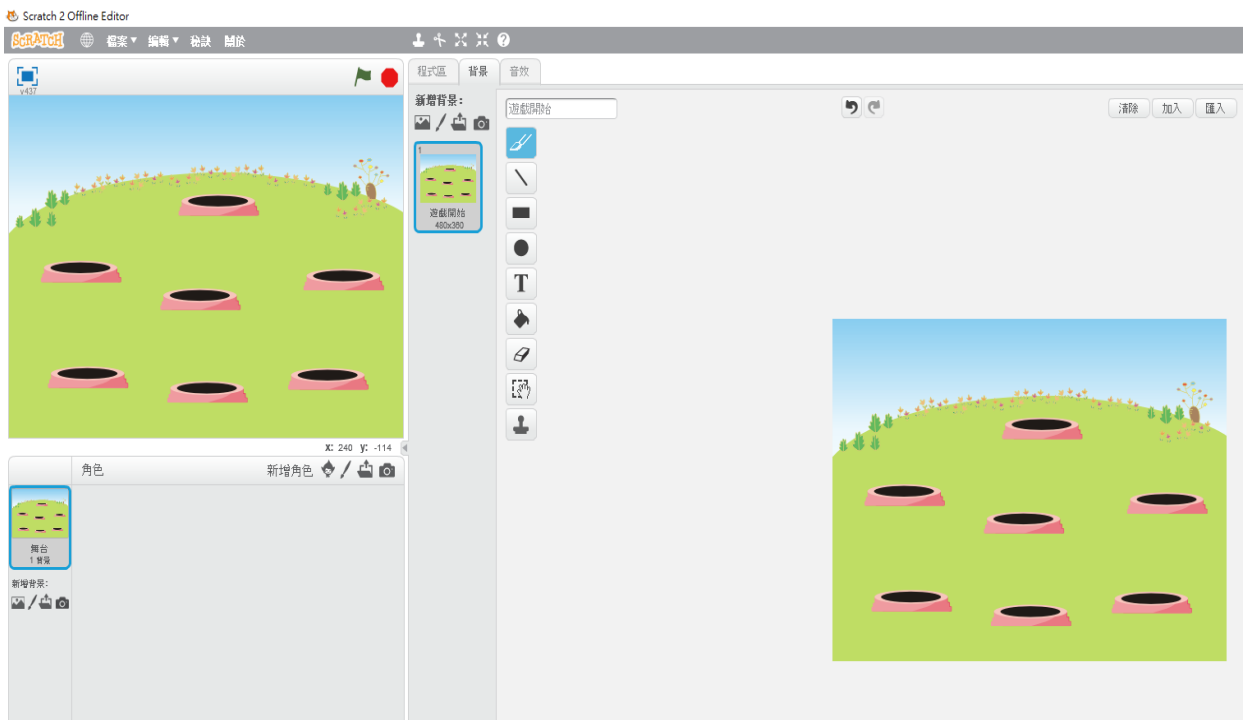 Scratch 2 Offline Editor
SCRATCH 檔案▼ 編輯▼ 秘訣 關於
v437
程式區 背景 音效
新增背景:
遊戲開始
清除 加入 匯入
1
遊戲開始
480x360
T
X: 240 y: -114
角色 新增角色
舞台
1 背景
新增背景: